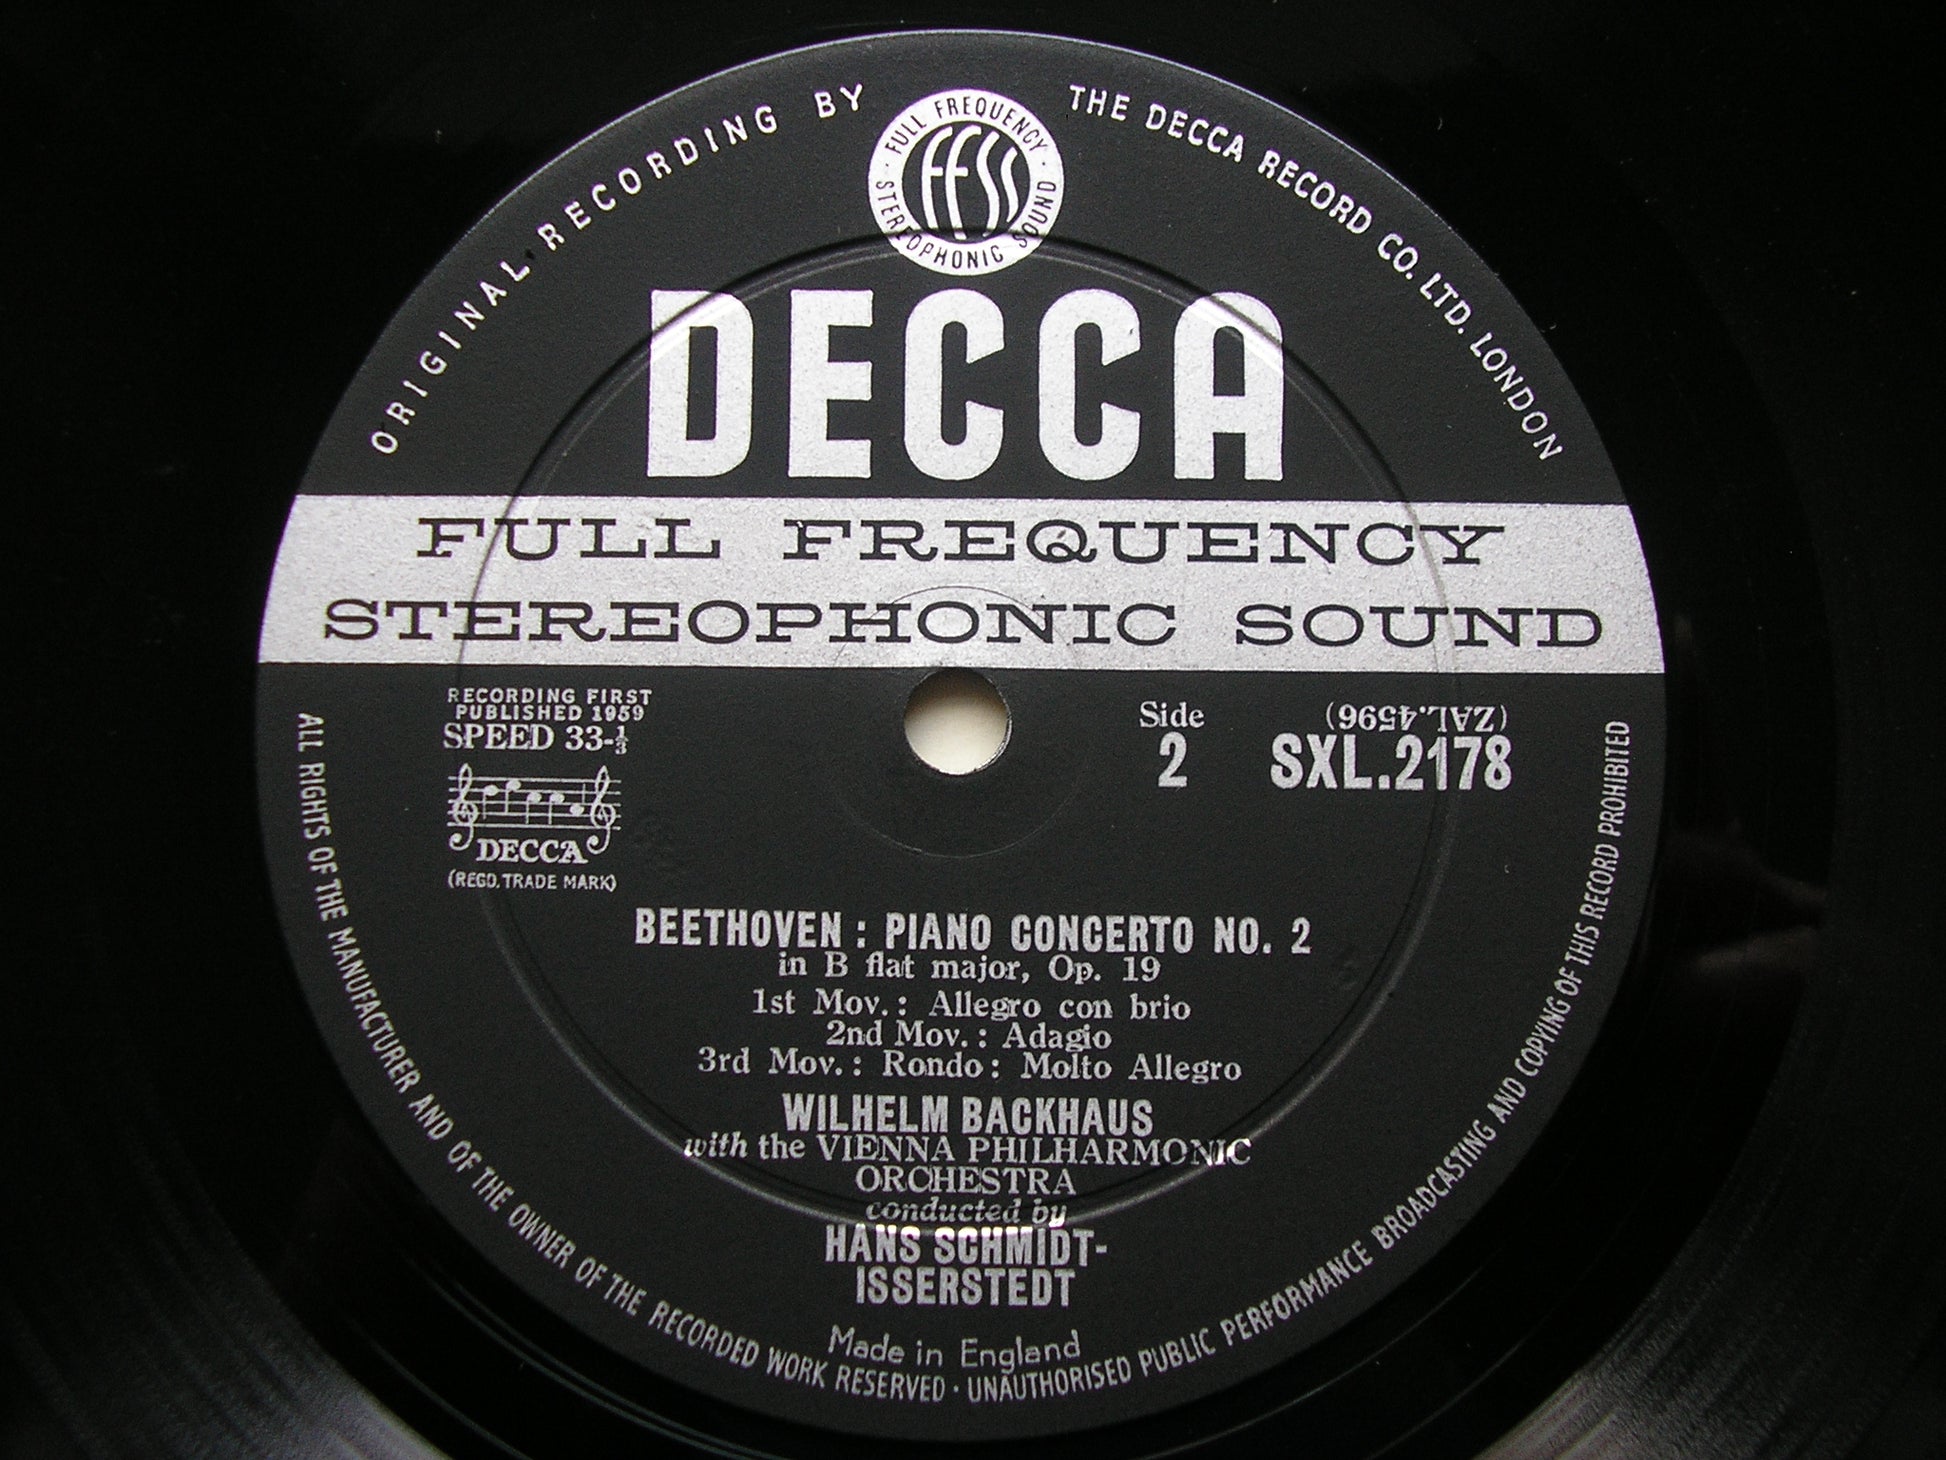 ORIGINAL RECORDING BY THE DECCA RECORD CO. LTD. LONDON
· FULL FREQUENCY · STEREOPHONIC SOUND
FFSS
DECCA
FULL FREQUENCY
STEREOPHONIC SOUND
RECORDING FIRST
PUBLISHED 1959
SPEED 33-⅓
DECCA
(REGD. TRADE MARK)
Side
2
(ZAL.4596)
SXL.2178
BEETHOVEN : PIANO CONCERTO NO. 2
in B flat major, Op. 19
1st Mov.: Allegro con brio
2nd Mov.: Adagio
3rd Mov.: Rondo: Molto Allegro
WILHELM BACKHAUS
with the VIENNA PHILHARMONIC
ORCHESTRA
conducted by
HANS SCHMIDT-
ISSERSTEDT
Made in England
ALL RIGHTS OF THE MANUFACTURER AND OF THE OWNER OF THE RECORDED WORK RESERVED · UNAUTHORISED PUBLIC PERFORMANCE BROADCASTING AND COPYING OF THIS RECORD PROHIBITED